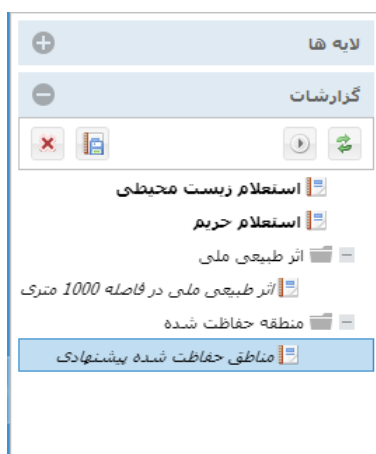 لایه ها
گزارشات
استعلام زیست محیطی
استعلام حریم
اثر طبیعی ملی
اثر طبیعی ملی در فاصله 1000 متری
منطقه حفاظت شده
مناطق حفاظت شده پیشنهادی